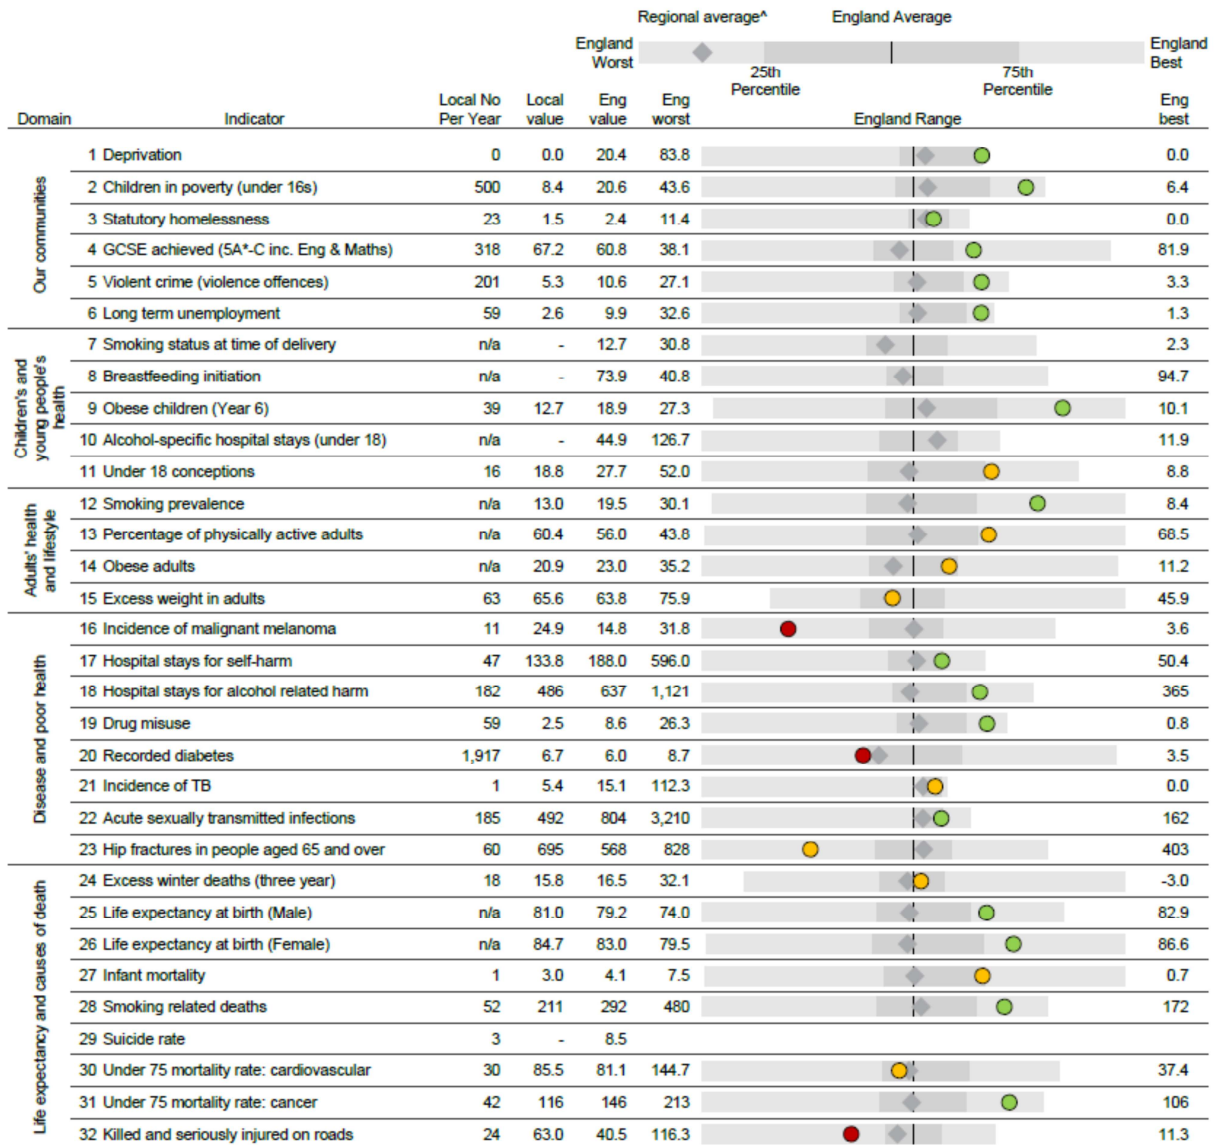 Regional average^ England Average
England Worst England Best
25th Percentile 75th Percentile
Domain Indicator Local No Per Year Local value Eng value Eng worst England Range Eng best
Our communities
1 Deprivation 0 0.0 20.4 83.8 0.0
2 Children in poverty (under 16s) 500 8.4 20.6 43.6 6.4
3 Statutory homelessness 23 1.5 2.4 11.4 0.0
4 GCSE achieved (5A*-C inc. Eng & Maths) 318 67.2 60.8 38.1 81.9
5 Violent crime (violence offences) 201 5.3 10.6 27.1 3.3
6 Long term unemployment 59 2.6 9.9 32.6 1.3
Children's and young people's health
7 Smoking status at time of delivery n/a - 12.7 30.8 2.3
8 Breastfeeding initiation n/a - 73.9 40.8 94.7
9 Obese children (Year 6) 39 12.7 18.9 27.3 10.1
10 Alcohol-specific hospital stays (under 18) n/a - 44.9 126.7 11.9
11 Under 18 conceptions 16 18.8 27.7 52.0 8.8
Adults' health and lifestyle
12 Smoking prevalence n/a 13.0 19.5 30.1 8.4
13 Percentage of physically active adults n/a 60.4 56.0 43.8 68.5
14 Obese adults n/a 20.9 23.0 35.2 11.2
15 Excess weight in adults 63 65.6 63.8 75.9 45.9
Disease and poor health
16 Incidence of malignant melanoma 11 24.9 14.8 31.8 3.6
17 Hospital stays for self-harm 47 133.8 188.0 596.0 50.4
18 Hospital stays for alcohol related harm 182 486 637 1,121 365
19 Drug misuse 59 2.5 8.6 26.3 0.8
20 Recorded diabetes 1,917 6.7 6.0 8.7 3.5
21 Incidence of TB 1 5.4 15.1 112.3 0.0
22 Acute sexually transmitted infections 185 492 804 3,210 162
23 Hip fractures in people aged 65 and over 60 695 568 828 403
Life expectancy and causes of death
24 Excess winter deaths (three year) 18 15.8 16.5 32.1 -3.0
25 Life expectancy at birth (Male) n/a 81.0 79.2 74.0 82.9
26 Life expectancy at birth (Female) n/a 84.7 83.0 79.5 86.6
27 Infant mortality 1 3.0 4.1 7.5 0.7
28 Smoking related deaths 52 211 292 480 172
29 Suicide rate 3 - 8.5
30 Under 75 mortality rate: cardiovascular 30 85.5 81.1 144.7 37.4
31 Under 75 mortality rate: cancer 42 116 146 213 106
32 Killed and seriously injured on roads 24 63.0 40.5 116.3 11.3